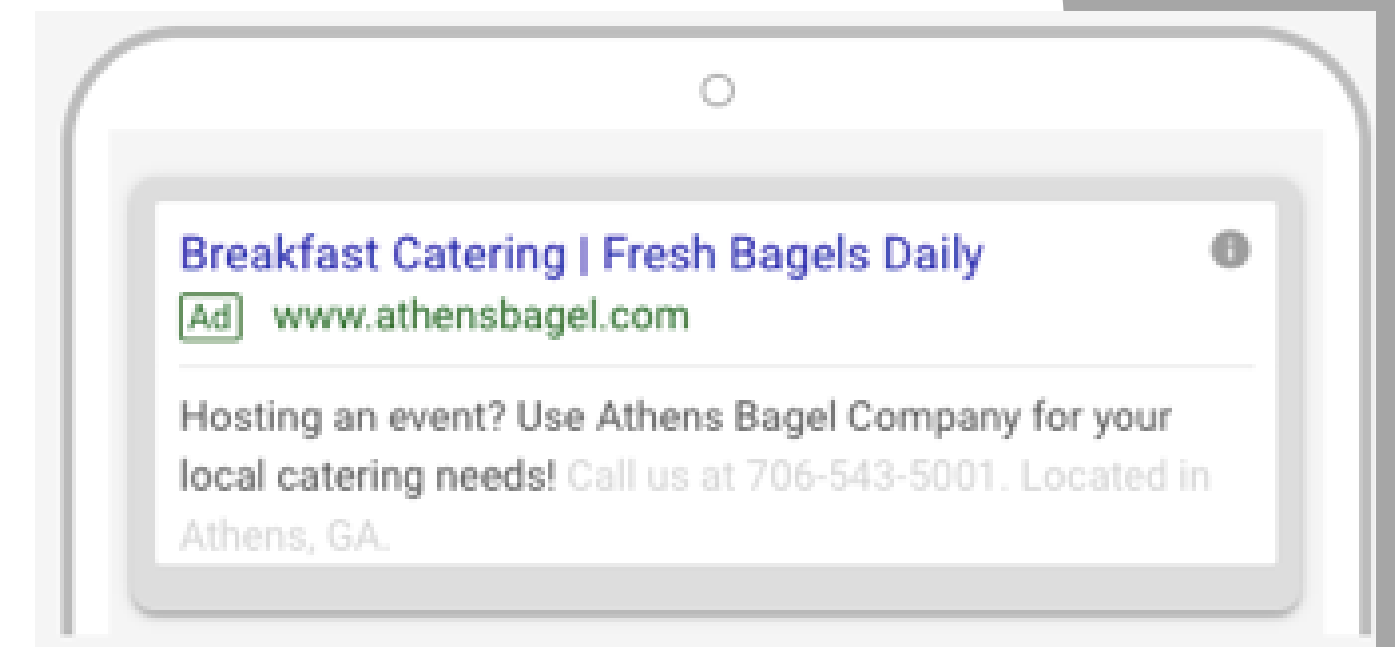 Breakfast Catering | Fresh Bagels Daily
Ad www.athensbagel.com
Hosting an event? Use Athens Bagel Company for your
local catering needs! Call us at 706-543-5001. Located in
Athens, GA.